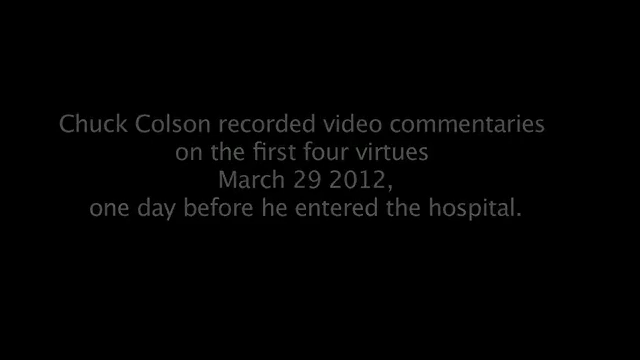 Chuck Colson recorded video commentaries
on the first four virtues
March 29 2012,
one day before he entered the hospital.